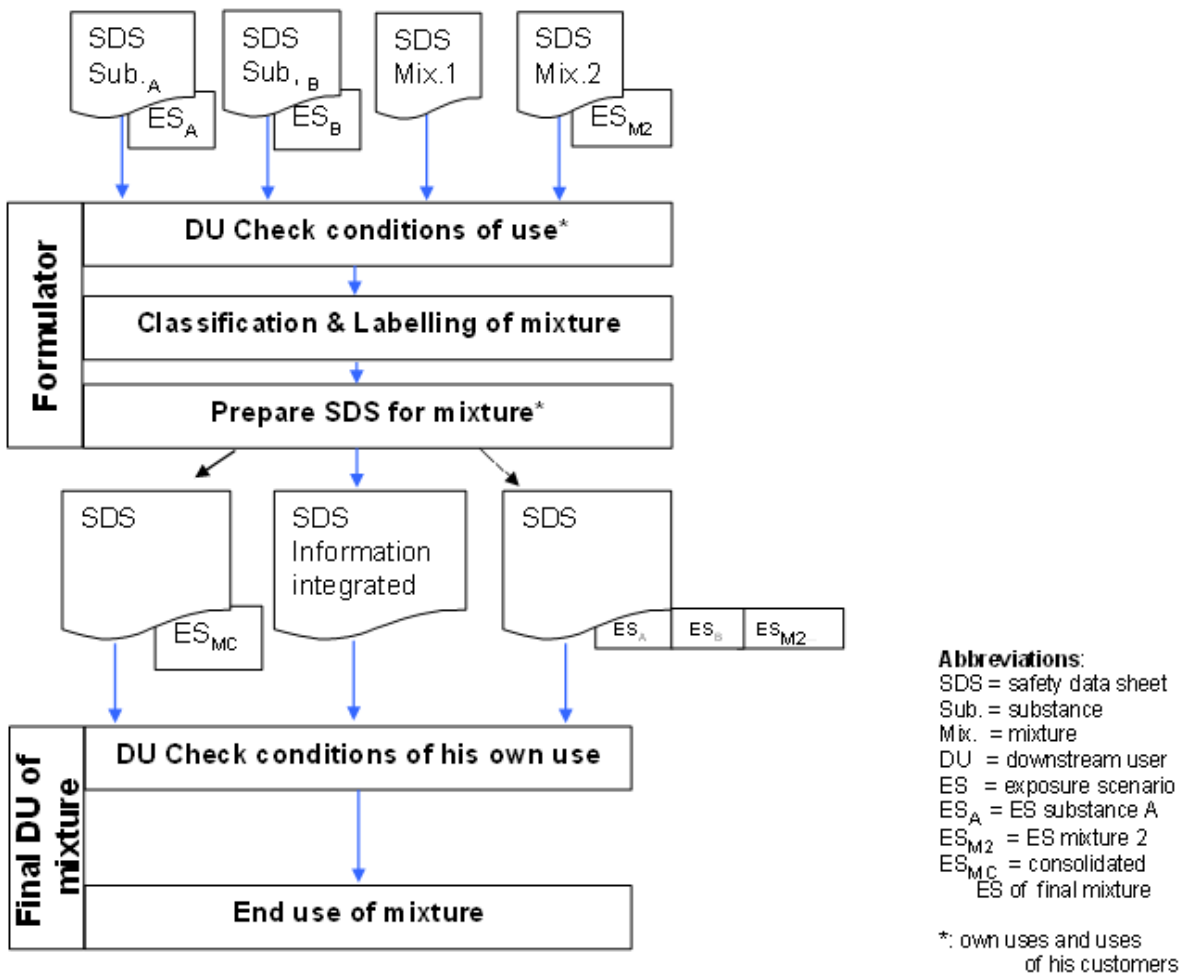 SDS
Sub.A
ESA
SDS
Sub, B
ESB
SDS
Mix.1
SDS
Mix.2
ESM2
Formulator
DU Check conditions of use*
Classification & Labelling of mixture
Prepare SDS for mixture*
SDS
ESMC
SDS
Information
integrated
SDS
ESA
ESB
ESM2
Final DU of
mixture
DU Check conditions of his own use
End use of mixture
Abbreviations:
SDS = safety data sheet
Sub. = substance
Mix. = mixture
DU = downstream user
ES = exposure scenario
ESA = ES substance A
ESM2 = ES mixture 2
ESMC = consolidated
ES of final mixture
*: own uses and uses
of his customers